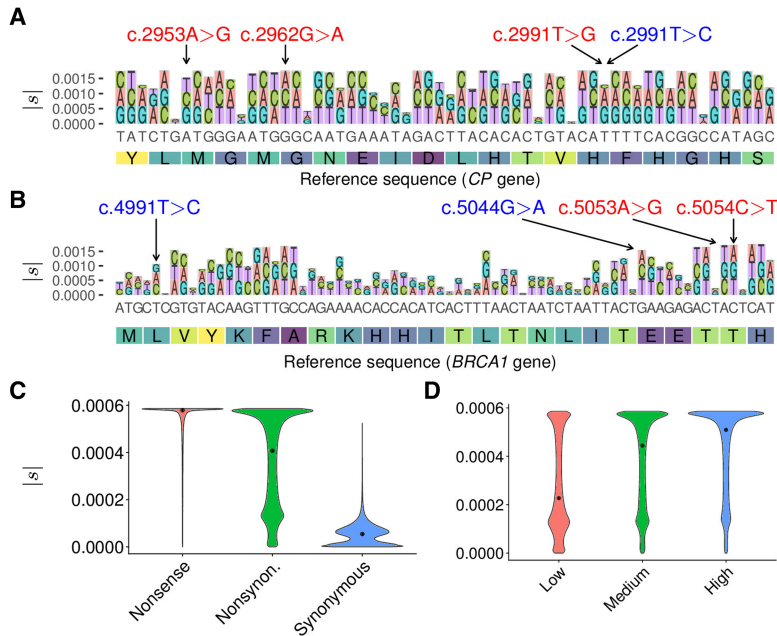 A
c.2953A>G c.2962G>A c.2991T>G c.2991T>C
|s|
0.0015
0.0010
0.0005
0.0000
TATCTGATGGGAATGGGCAATGAAATAGACTTACACACTGTACATTTTCACGGCCATAGC
Y L M G M G N E I D L H T V H F H G H S
Reference sequence (CP gene)
B
c.4991T>C c.5044G>A c.5053A>G c.5054C>T
|s|
0.0015
0.0010
0.0005
0.0000
ATGCTCGTGTACAAGTTTGCCAGAAAACACCACATCACTTTAACTAATCTAATTACTGAAGAGACTACTCAT
M L V Y K F A R K H H I T L T N L I T E E T T H
Reference sequence (BRCA1 gene)
C
|s|
0.0006
0.0004
0.0002
0.0000
Nonsense
Nonsynon.
Synonymous
D
0.0006
0.0004
0.0002
0.0000
Low
Medium
High